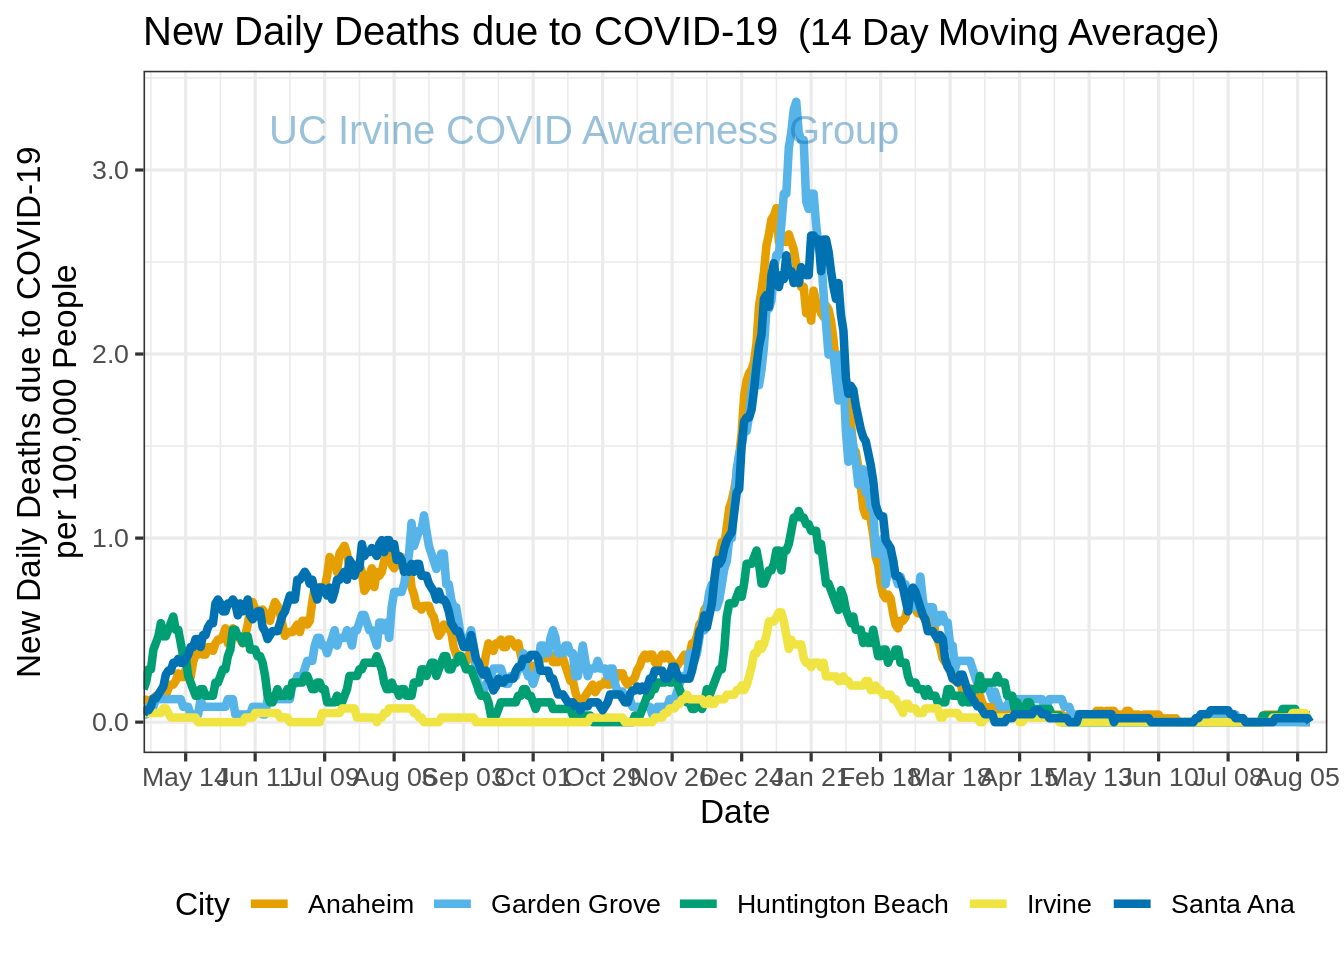 New Daily Deaths due to COVID-19 (14 Day Moving Average)
UC Irvine COVID Awareness Group
New Daily Deaths due to COVID-19
per 100,000 People
3.0
2.0
1.0
0.0
May 14 Jun 11 Jul 09 Aug 06 Sep 03 Oct 01 Oct 29 Nov 26 Dec 24 Jan 21 Feb 18 Mar 18 Apr 15 May 13 Jun 10 Jul 08 Aug 05
Date
City Anaheim Garden Grove Huntington Beach Irvine Santa Ana